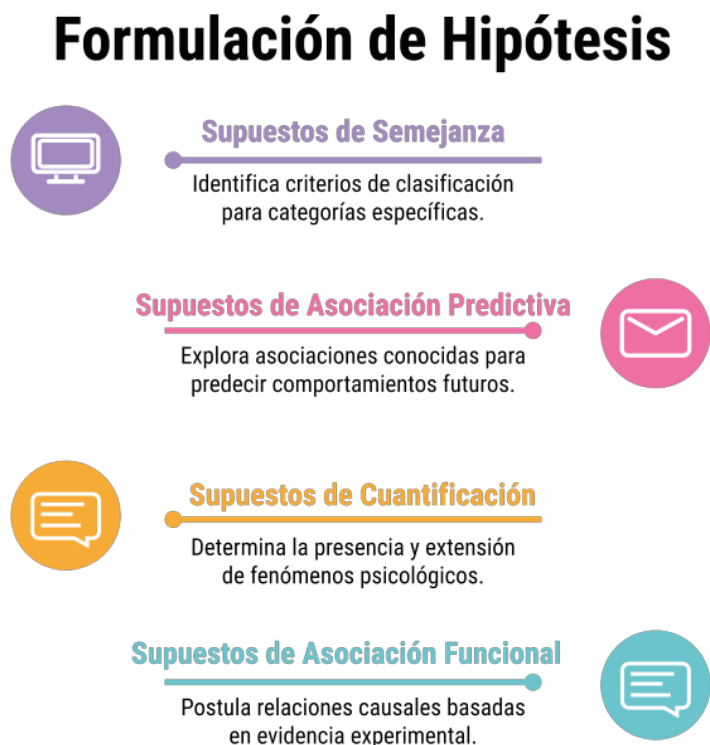 Formulación de Hipótesis
Supuestos de Semejanza
Identifica criterios de clasificación
para categorías específicas.
Supuestos de Asociación Predictiva
Explora asociaciones conocidas para
predecir comportamientos futuros.
Supuestos de Cuantificación
Determina la presencia y extensión
de fenómenos psicológicos.
Supuestos de Asociación Funcional
Postula relaciones causales basadas
en evidencia experimental.